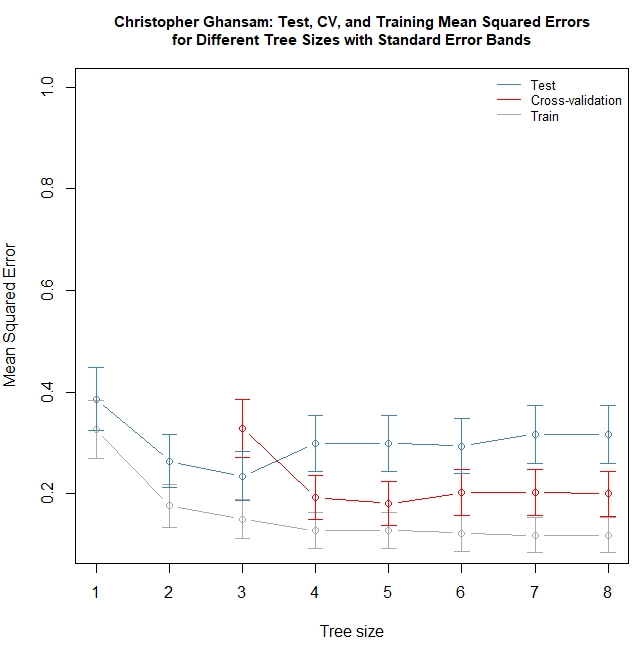 Christopher Ghansam: Test, CV, and Training Mean Squared Errors
for Different Tree Sizes with Standard Error Bands
Test
Cross-validation
Train
Mean Squared Error
1.0
0.8
0.6
0.4
0.2
1 2 3 4 5 6 7 8
Tree size